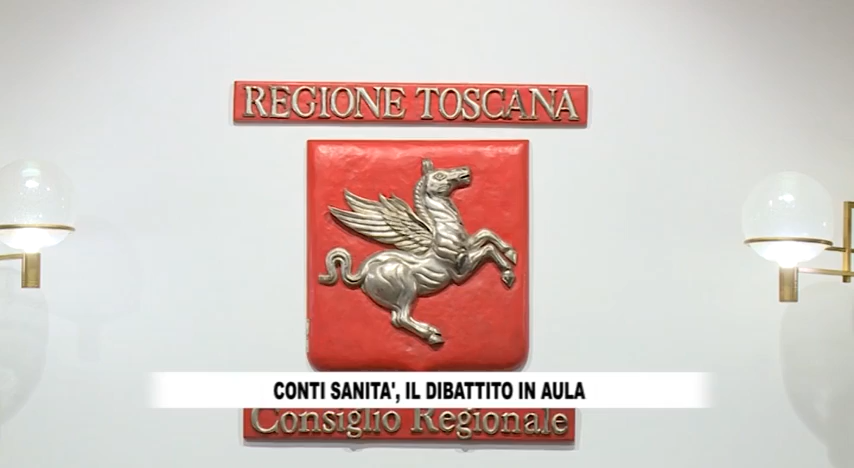 REGIONE TOSCANA
CONTI SANITA', IL DIBATTITO IN AULA
Consiglio Regionale